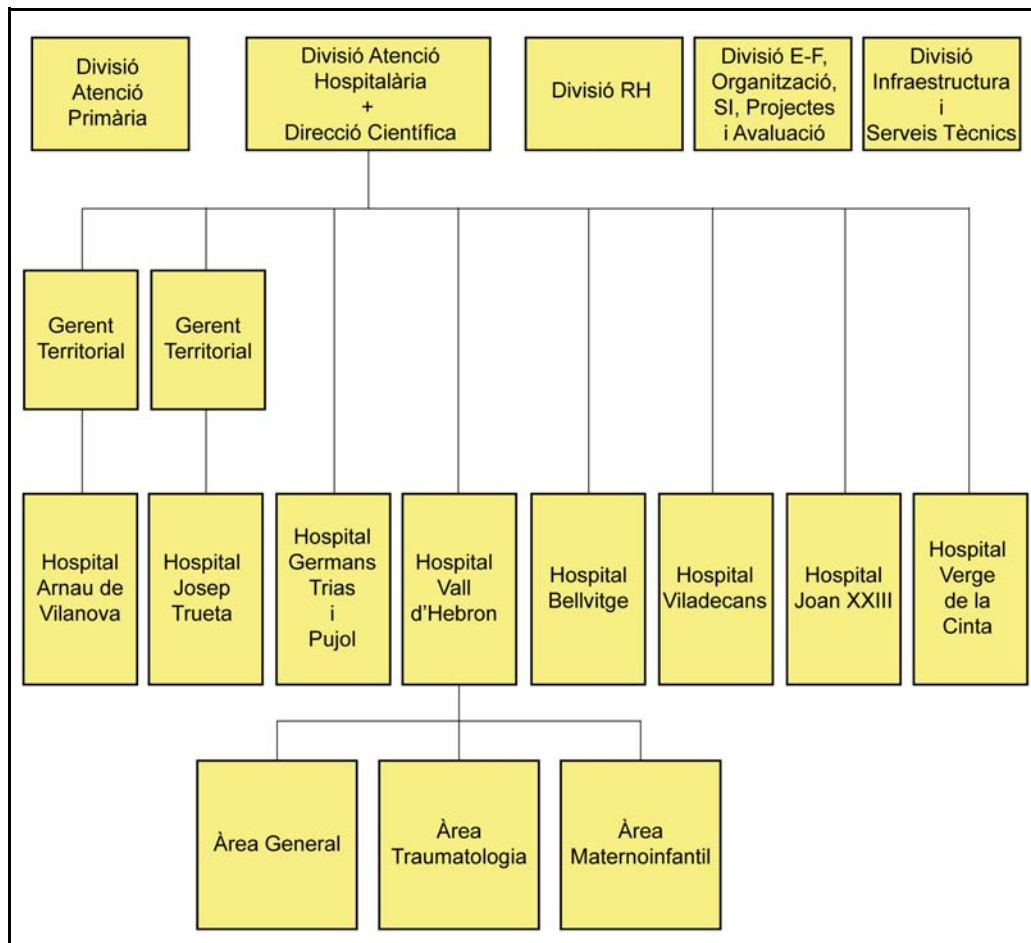 Divisió
Atenció
Primària
Divisió Atenció
Hospitalària
+
Direcció Científica
Divisió RH
Divisió E-F,
Organització,
SI, Projectes
i Avaluació
Divisió
Infraestructura
i
Serveis Tècnics
Gerent
Territorial
Gerent
Territorial
Hospital
Arnau de
Vilanova
Hospital
Josep
Trueta
Hospital
Germans
Trias
i
Pujol
Hospital
Vall
d’Hebron
Hospital
Bellvitge
Hospital
Viladecans
Hospital
Joan XXIII
Hospital
Verge
de la
Cinta
Àrea General
Àrea
Traumatologia
Àrea
Maternoinfantil